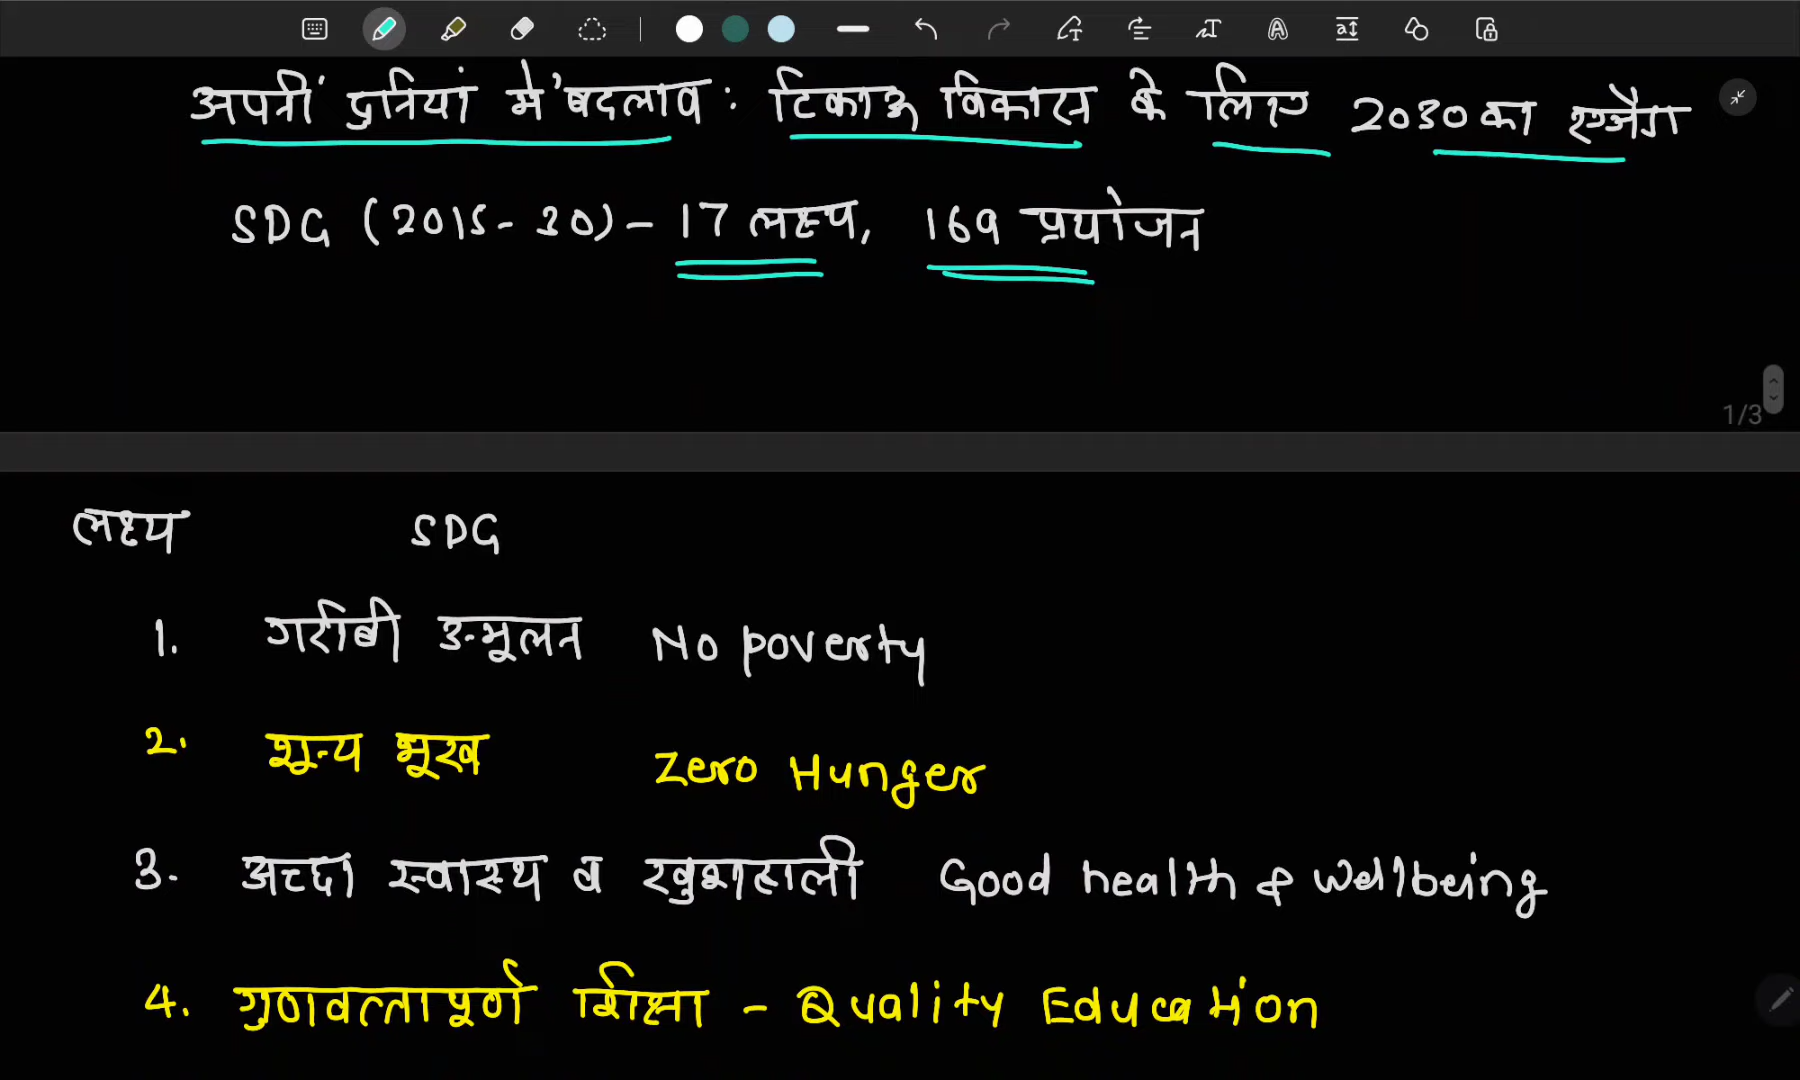 अपनी दुनियां में बदलाव : टिकाऊ विकास के लिए 2030 का एजेंडा
SDG (2015-30) - 17 लक्ष्य, 169 प्रयोजन
1/3
लक्ष्य SDG
1. गरीबी उन्मूलन No poverty
2. शून्य भूख Zero Hunger
3. अच्छा स्वास्थ्य व खुशहाली Good health & wellbeing
4. गुणवत्तापूर्ण शिक्षा - Quality Education